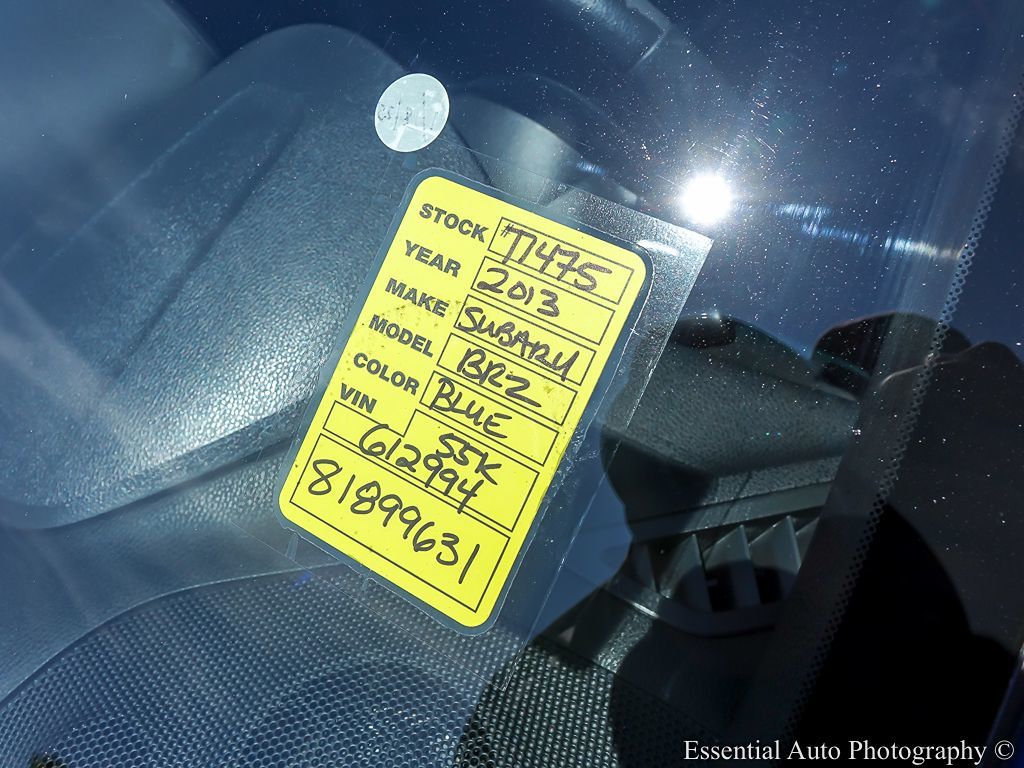 STOCK #T1475
YEAR 2013
MAKE SUBARU
MODEL BRZ
COLOR BLUE
55K
VIN 612994
81899631
Essential Auto Photography ©